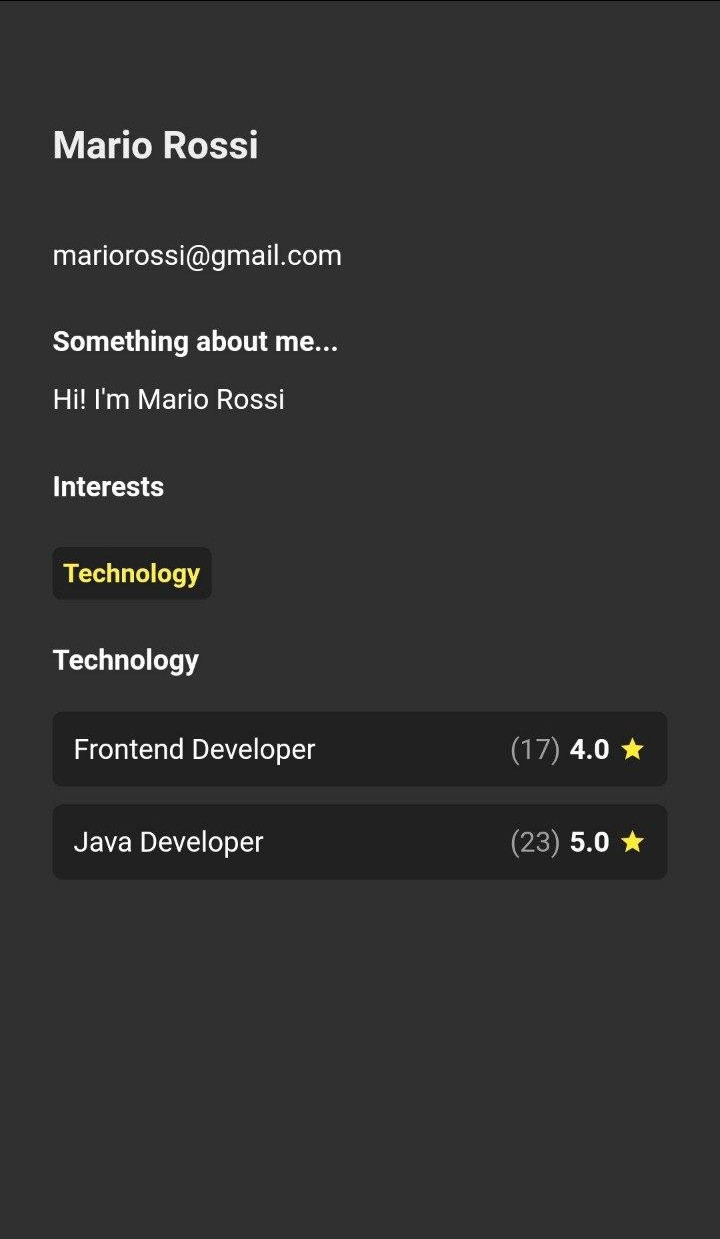 Mario Rossi
mariorossi@gmail.com
Something about me...
Hi! I'm Mario Rossi
Interests
Technology
Technology
Frontend Developer (17) 4.0
Java Developer (23) 5.0